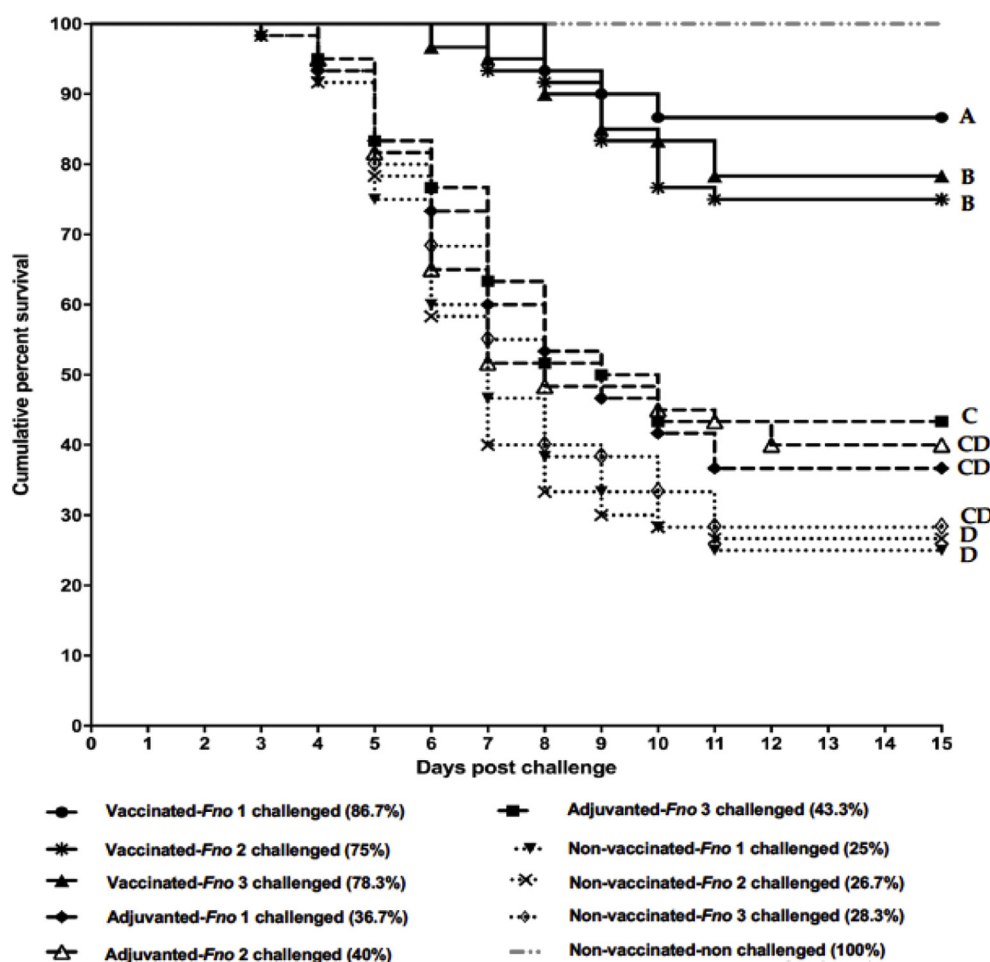 100
90
80
70
60
50
40
30
20
10
0
Cumulative percent survival
A
B
B
C
CD
CD
CD
D
D
0 1 2 3 4 5 6 7 8 9 10 11 12 13 14 15
Days post challenge
Vaccinated-Fno 1 challenged (86.7%)
Vaccinated-Fno 2 challenged (75%)
Vaccinated-Fno 3 challenged (78.3%)
Adjuvanted-Fno 1 challenged (36.7%)
Adjuvanted-Fno 2 challenged (40%)
Adjuvanted-Fno 3 challenged (43.3%)
Non-vaccinated-Fno 1 challenged (25%)
Non-vaccinated-Fno 2 challenged (26.7%)
Non-vaccinated-Fno 3 challenged (28.3%)
Non-vaccinated-non challenged (100%)